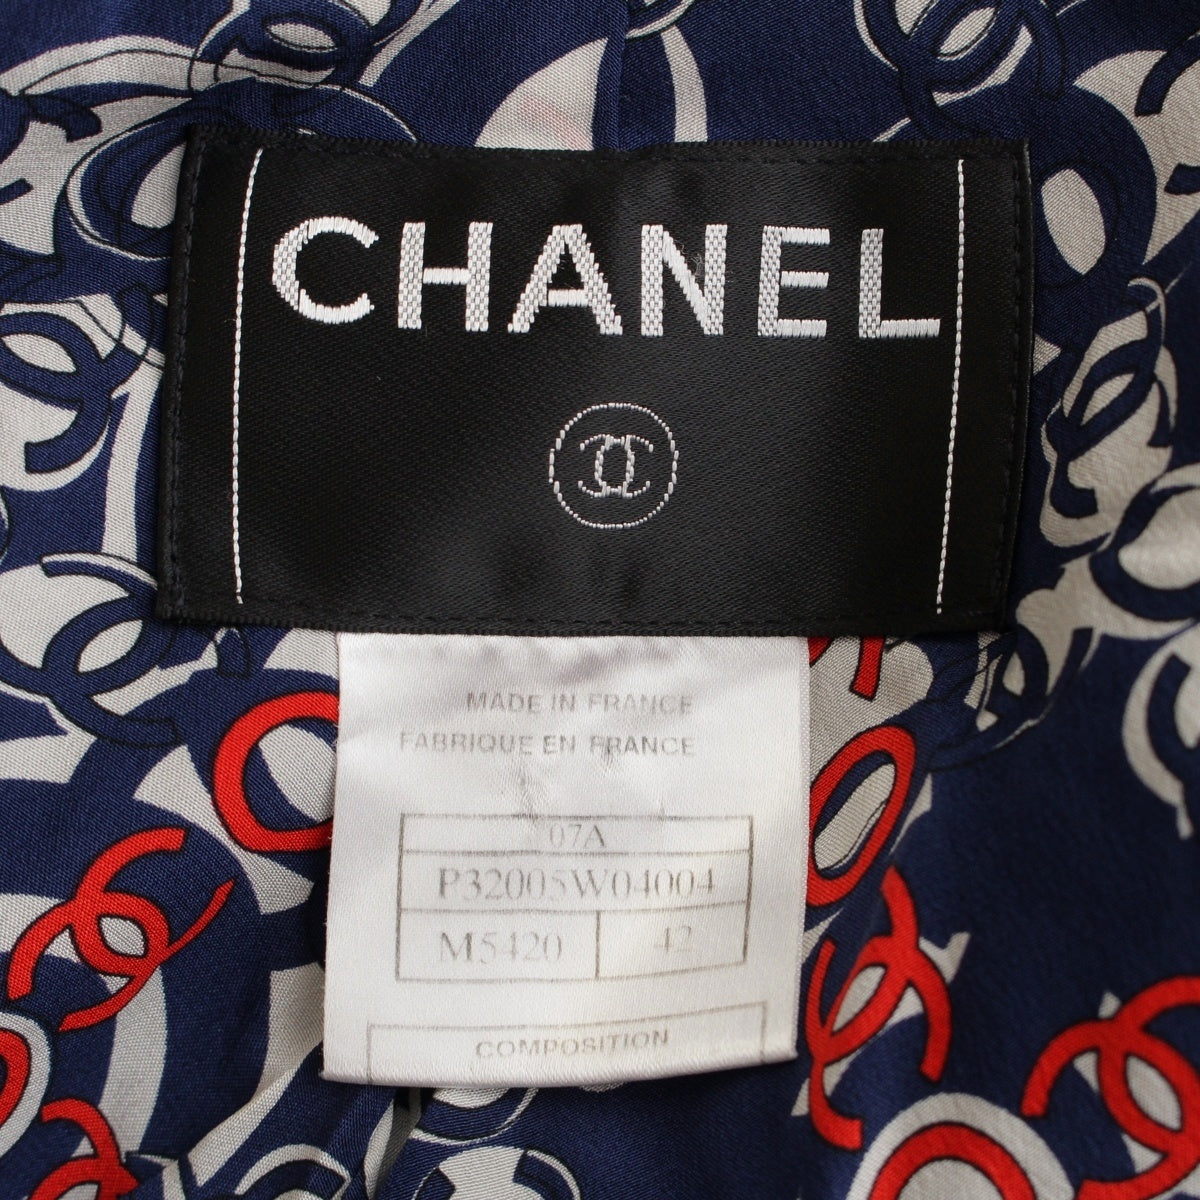 CHANEL
MADE IN FRANCE
FABRIQUE EN FRANCE
07A
P32005W04004
M5420 42
COMPOSITION